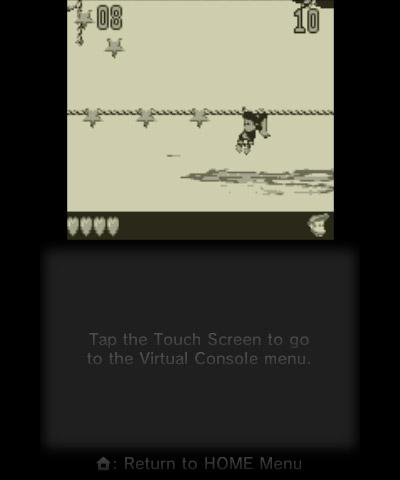 08
10
Tap the Touch Screen to go
to the Virtual Console menu.
: Return to HOME Menu